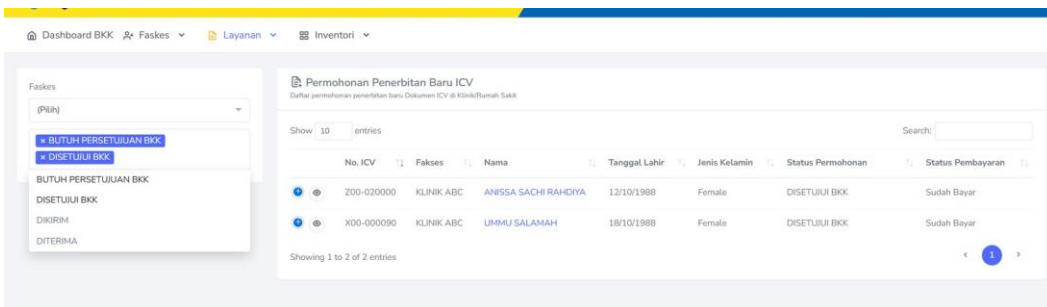 Dashboard BKK Faskes Layanan Inventori
Faskes
(Pilih)
× BUTUH PERSETUJUAN BKK
× DISETUJUI BKK
BUTUH PERSETUJUAN BKK
DISETUJUI BKK
DIKIRIM
DITERIMA
Permohonan Penerbitan Baru ICV
Daftar permohonan penerbitan baru Dokumen ICV di Klinik/Rumah Sakit
Show 10 entries Search:
No. ICV Fakses Nama Tanggal Lahir Jenis Kelamin Status Permohonan Status Pembayaran
Z00-020000 KLINIK ABC ANISSA SACHI RAHDIYA 12/10/1988 Female DISETUJUI BKK Sudah Bayar
X00-000090 KLINIK ABC UMMU SALAMAH 18/10/1988 Female DISETUJUI BKK Sudah Bayar
Showing 1 to 2 of 2 entries ‹ 1 ›